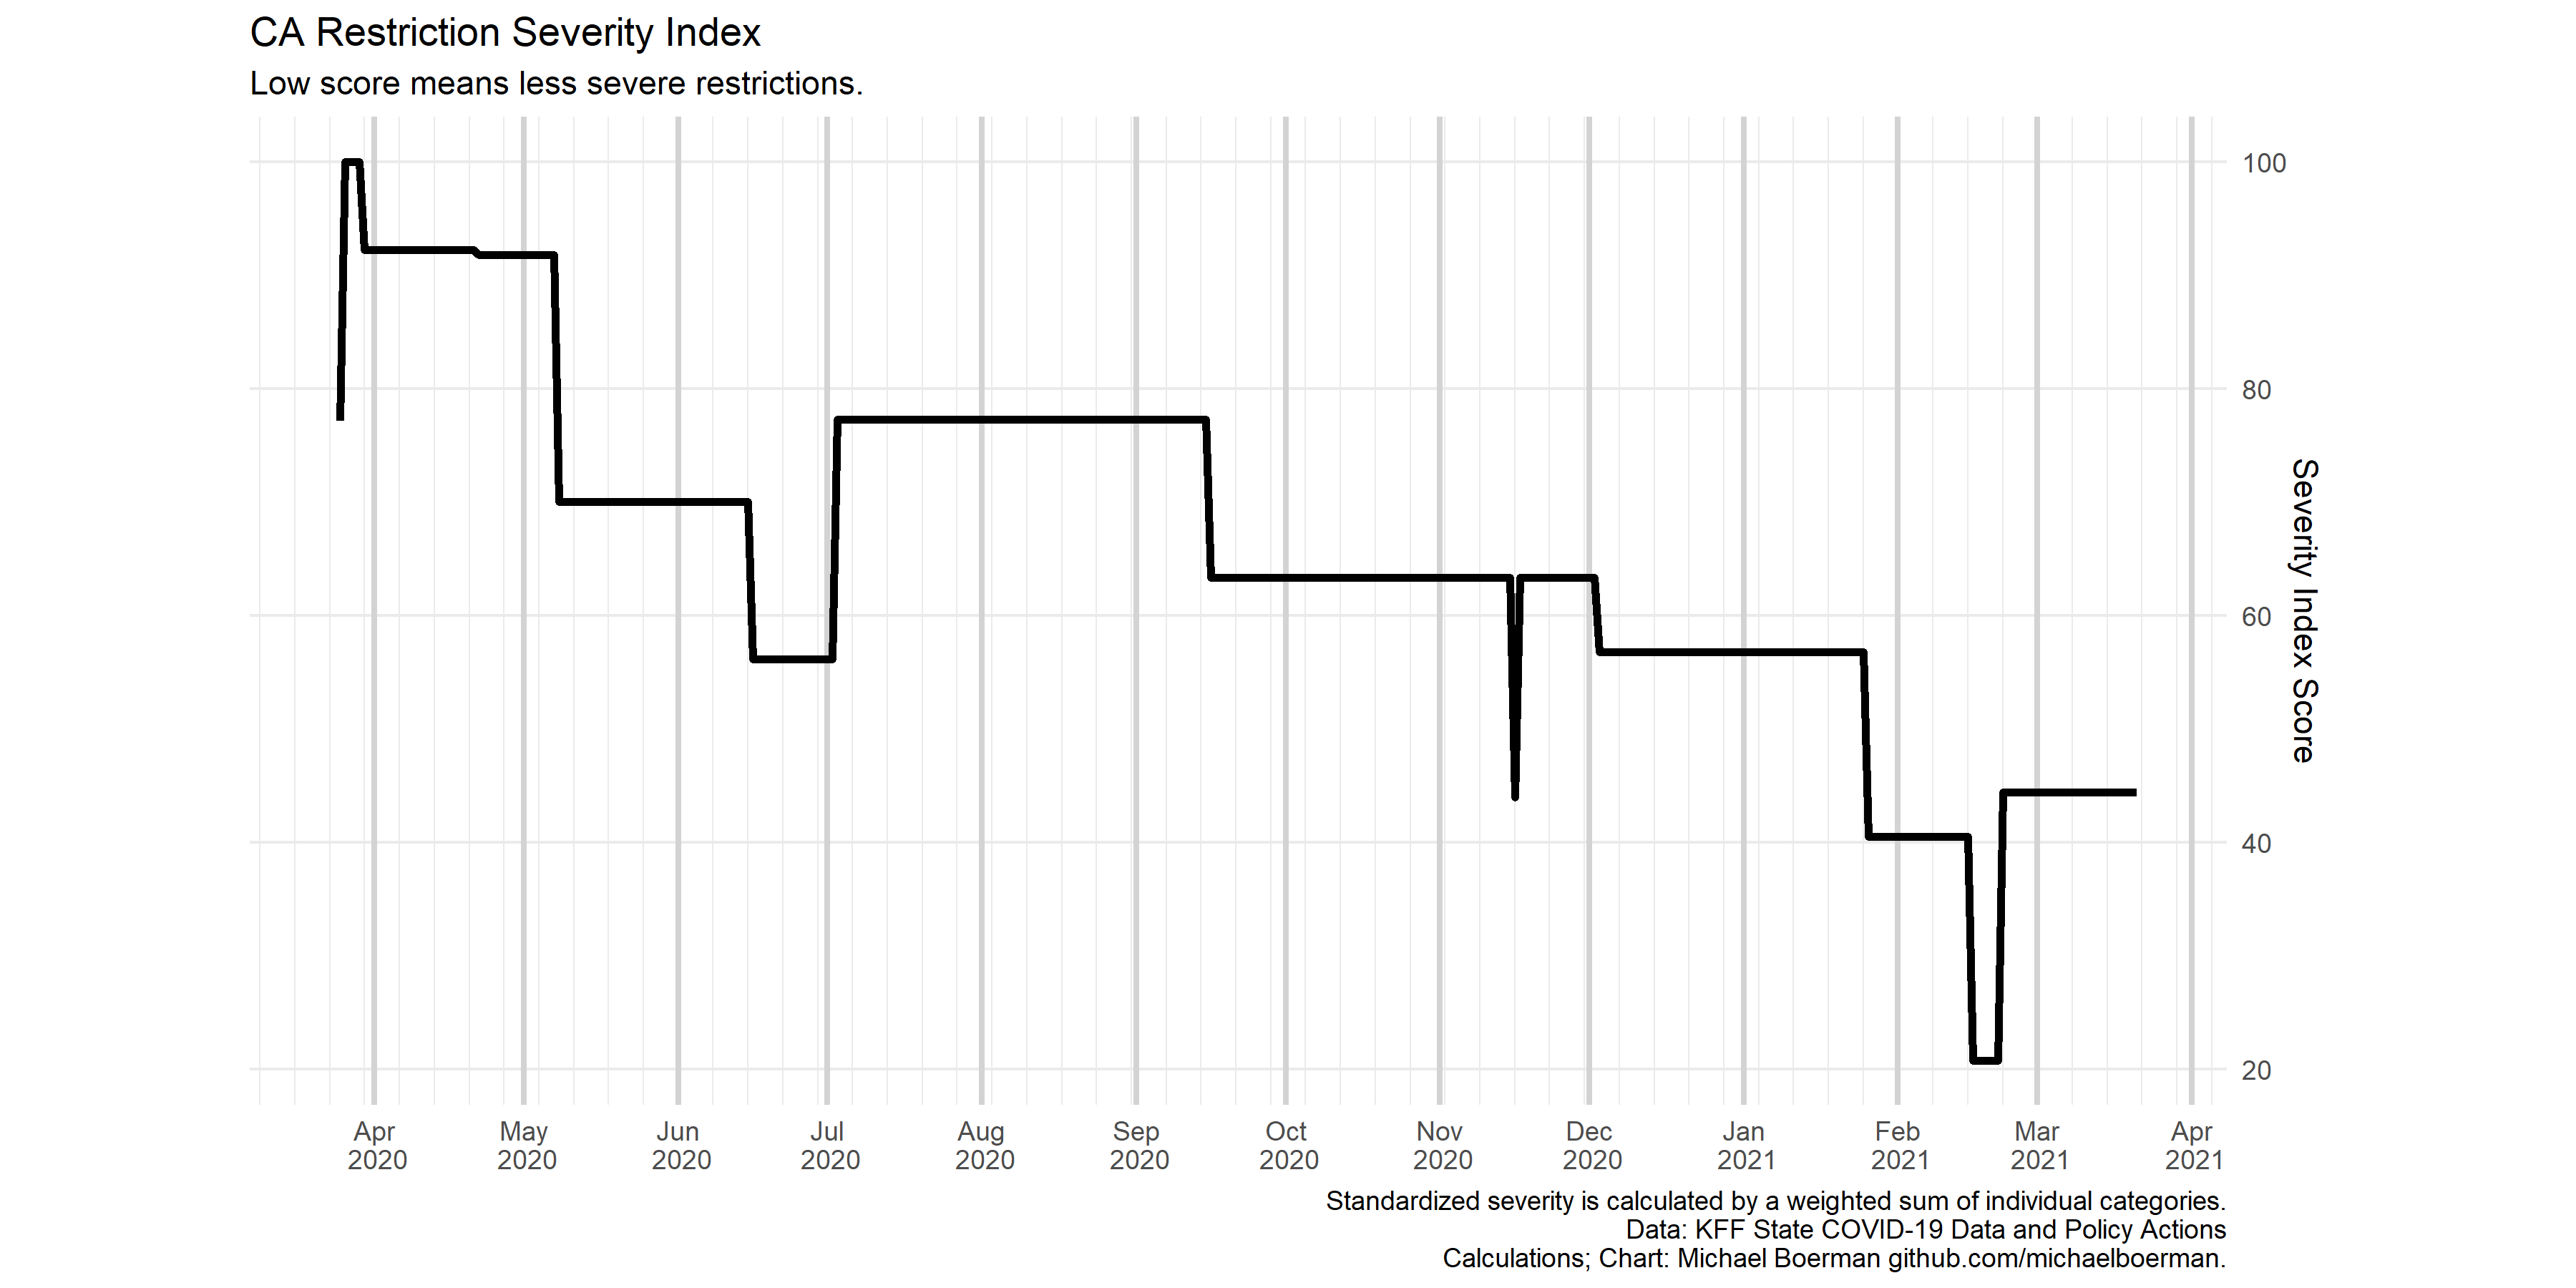 CA Restriction Severity Index
Low score means less severe restrictions.
100
80
60
40
20
Severity Index Score
Apr May Jun Jul Aug Sep Oct Nov Dec Jan Feb Mar Apr
2020 2020 2020 2020 2020 2020 2020 2020 2020 2021 2021 2021 2021
Standardized severity is calculated by a weighted sum of individual categories.
Data: KFF State COVID-19 Data and Policy Actions
Calculations; Chart: Michael Boerman github.com/michaelboerman.